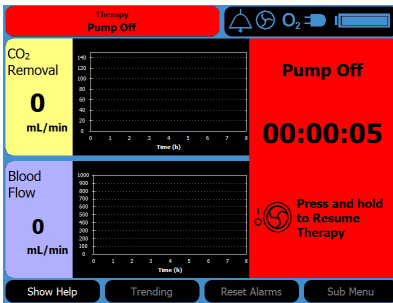 Therapy
Pump Off
O2
CO2
Removal
0
mL/min
140
120
100
80
60
40
20
0
0 1 2 3 4 5 6 7 8
Time (h)
Pump Off
00:00:05
Press and hold
to Resume
Therapy
Blood
Flow
0
mL/min
1000
900
800
700
600
500
400
300
200
100
0
0 1 2 3 4 5 6 7 8
Time (h)
Show Help
Trending
Reset Alarms
Sub Menu